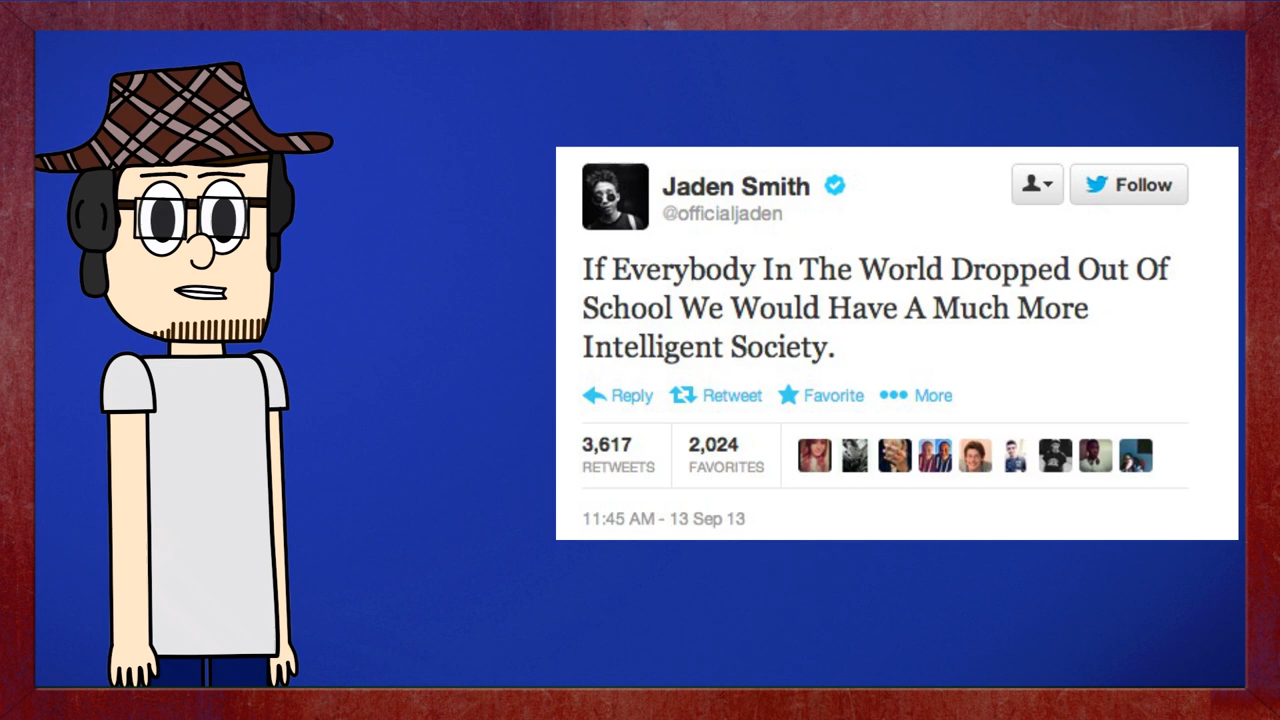 Jaden Smith
@officialjaden
Follow
If Everybody In The World Dropped Out Of
School We Would Have A Much More
Intelligent Society.
Reply Retweet Favorite More
3,617 2,024
RETWEETS FAVORITES
11:45 AM - 13 Sep 13